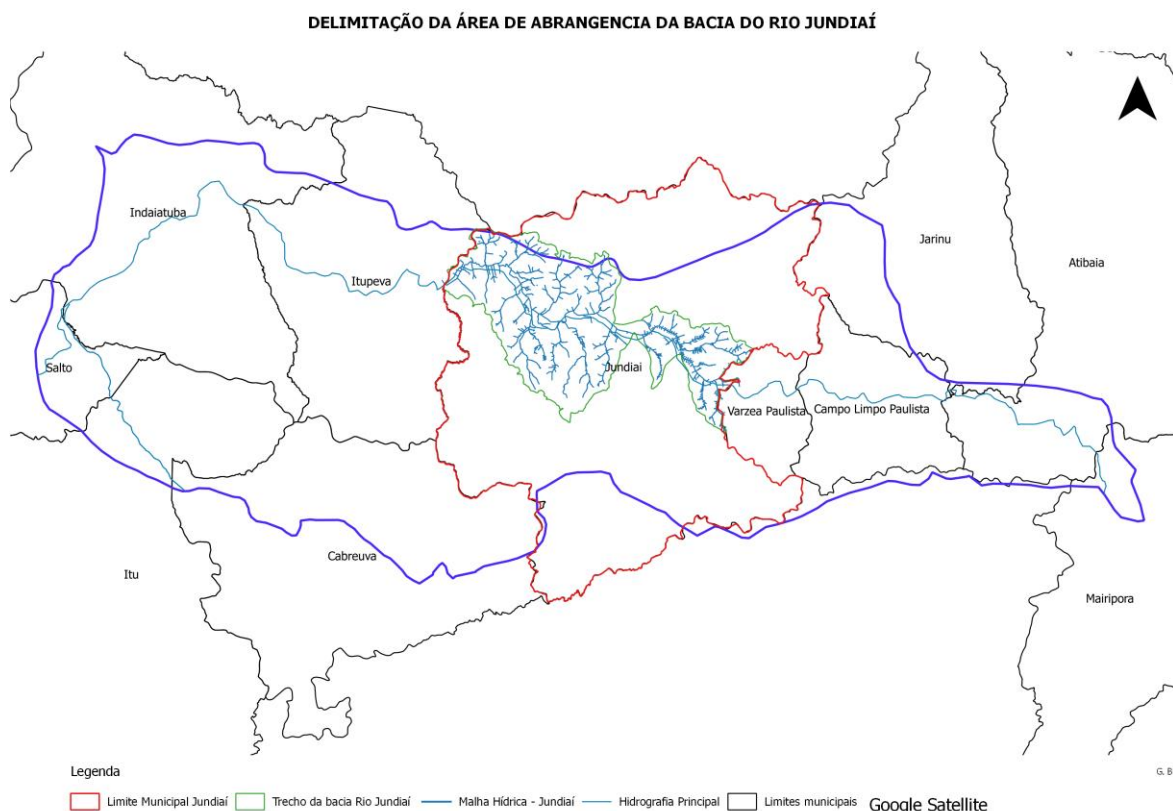 DELIMITAÇÃO DA ÁREA DE ABRANGENCIA DA BACIA DO RIO JUNDIAÍ
Indaiatuba
Jarinu
Atibaia
Itupeva
Salto
Jundiai
Varzea Paulista
Campo Limpo Paulista
Cabreuva
Itu
Mairipora
Legenda
G. B
Limite Municipal Jundiaí
Trecho da bacia Rio Jundiaí
Malha Hídrica - Jundiaí
Hidrografia Principal
Limites municipais
Google Satellite